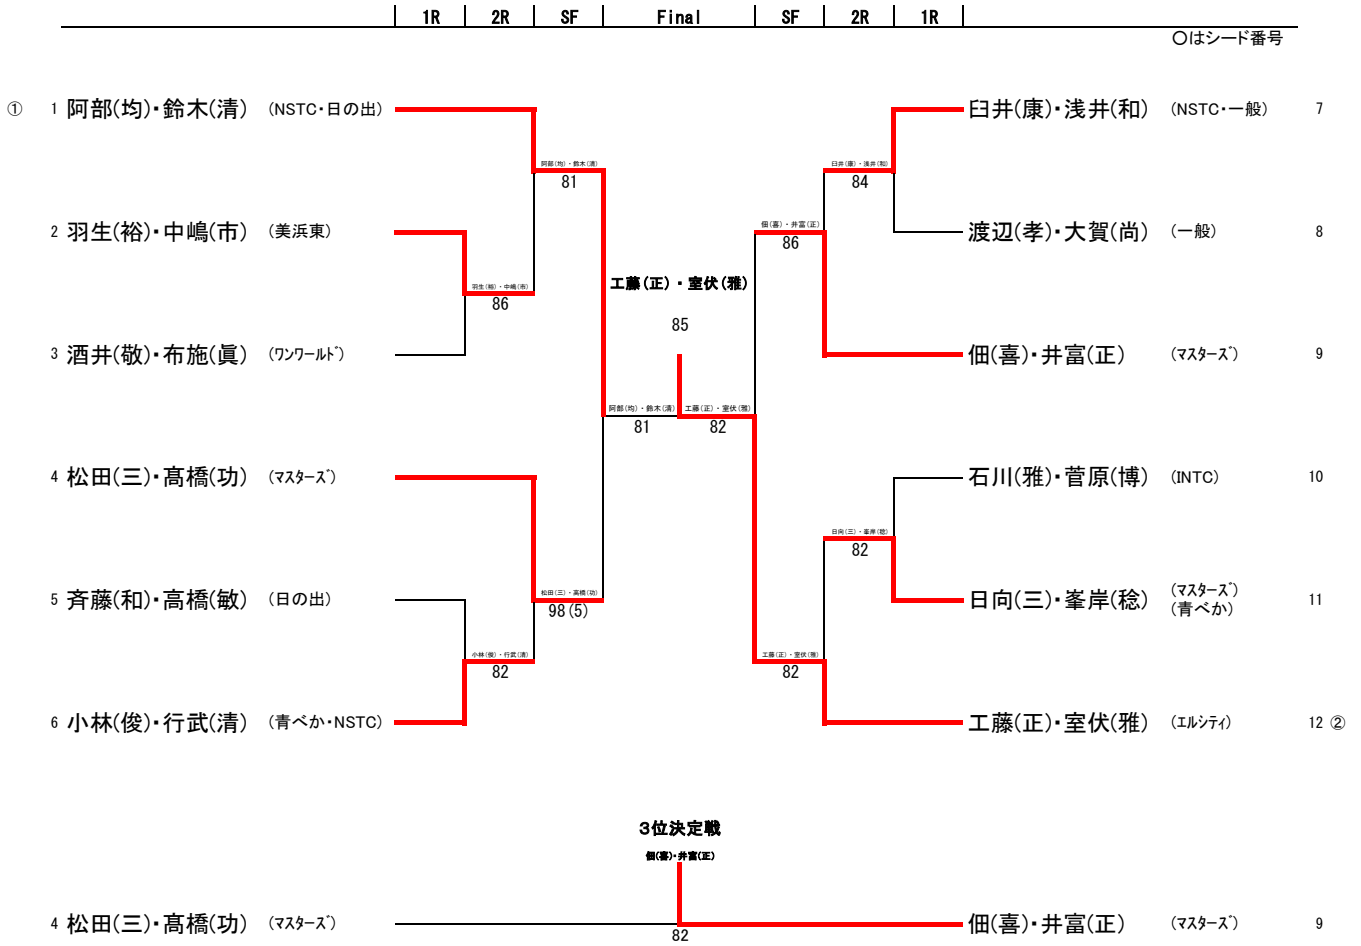 1R 2R SF Final SF 2R 1R
〇はシード番号
① 1 阿部(均)・鈴木(清) (NSTC・日の出) 臼井(康)・浅井(和) (NSTC・一般) 7
阿部(均)・鈴木(清) 臼井(康)・浅井(和)
81 84
2 羽生(裕)・中嶋(市) (美浜東) 佃(喜)・井富(正) 渡辺(孝)・大賀(尚) (一般) 8
86
羽生(裕)・中嶋(市) 工藤(正)・室伏(雅)
86
85
3 酒井(敬)・布施(眞) (ワンワールド) 佃(喜)・井富(正) (マスターズ) 9
阿部(均)・鈴木(清) 工藤(正)・室伏(雅)
81 82
4 松田(三)・髙橋(功) (マスターズ) 石川(雅)・菅原(博) (INTC) 10
日向(三)・峯岸(稔)
82
松田(三)・髙橋(功)
98(5)
5 斉藤(和)・高橋(敏) (日の出) 日向(三)・峯岸(稔) (マスターズ) 11
(青べか)
小林(俊)・行武(清) 工藤(正)・室伏(雅)
82 82
6 小林(俊)・行武(清) (青べか・NSTC) 工藤(正)・室伏(雅) (エルシティ) 12 ②
3位決定戦
佃(喜)・井富(正)
4 松田(三)・髙橋(功) (マスターズ) 佃(喜)・井富(正) (マスターズ) 9
82